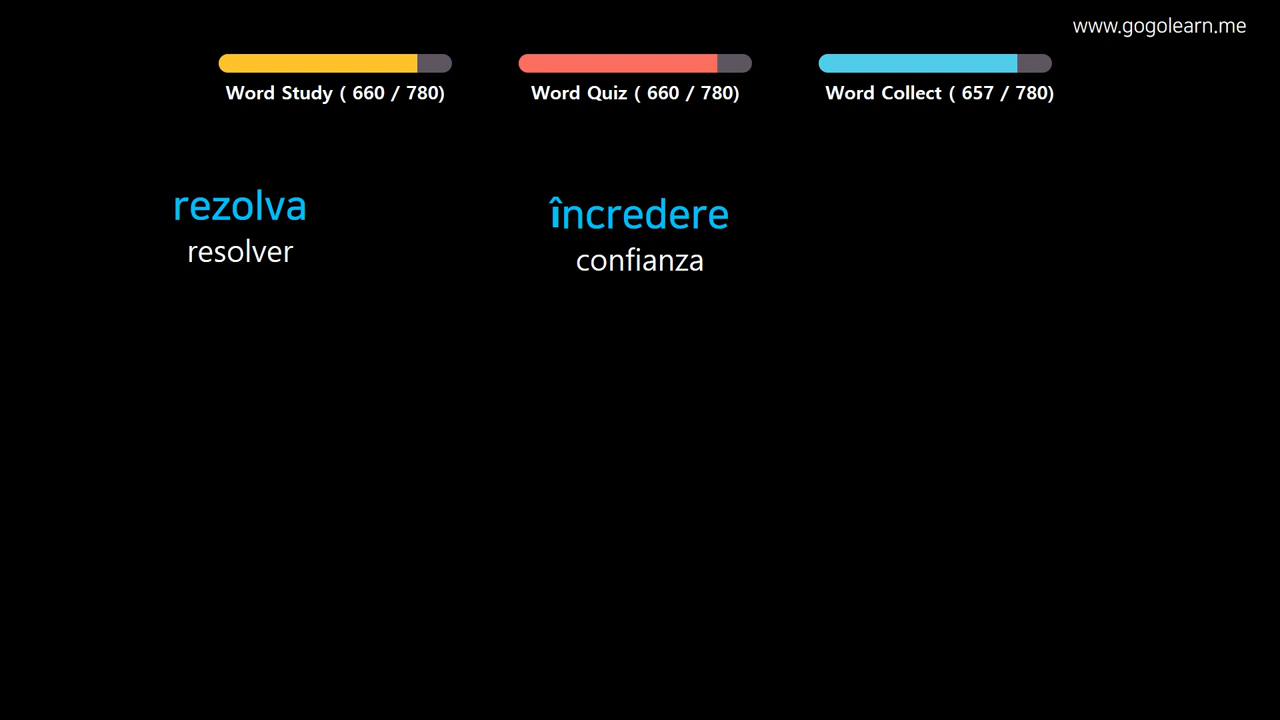 www.gogolearn.me
Word Study ( 660 / 780)
Word Quiz ( 660 / 780)
Word Collect ( 657 / 780)
rezolva
resolver
încredere
confianza